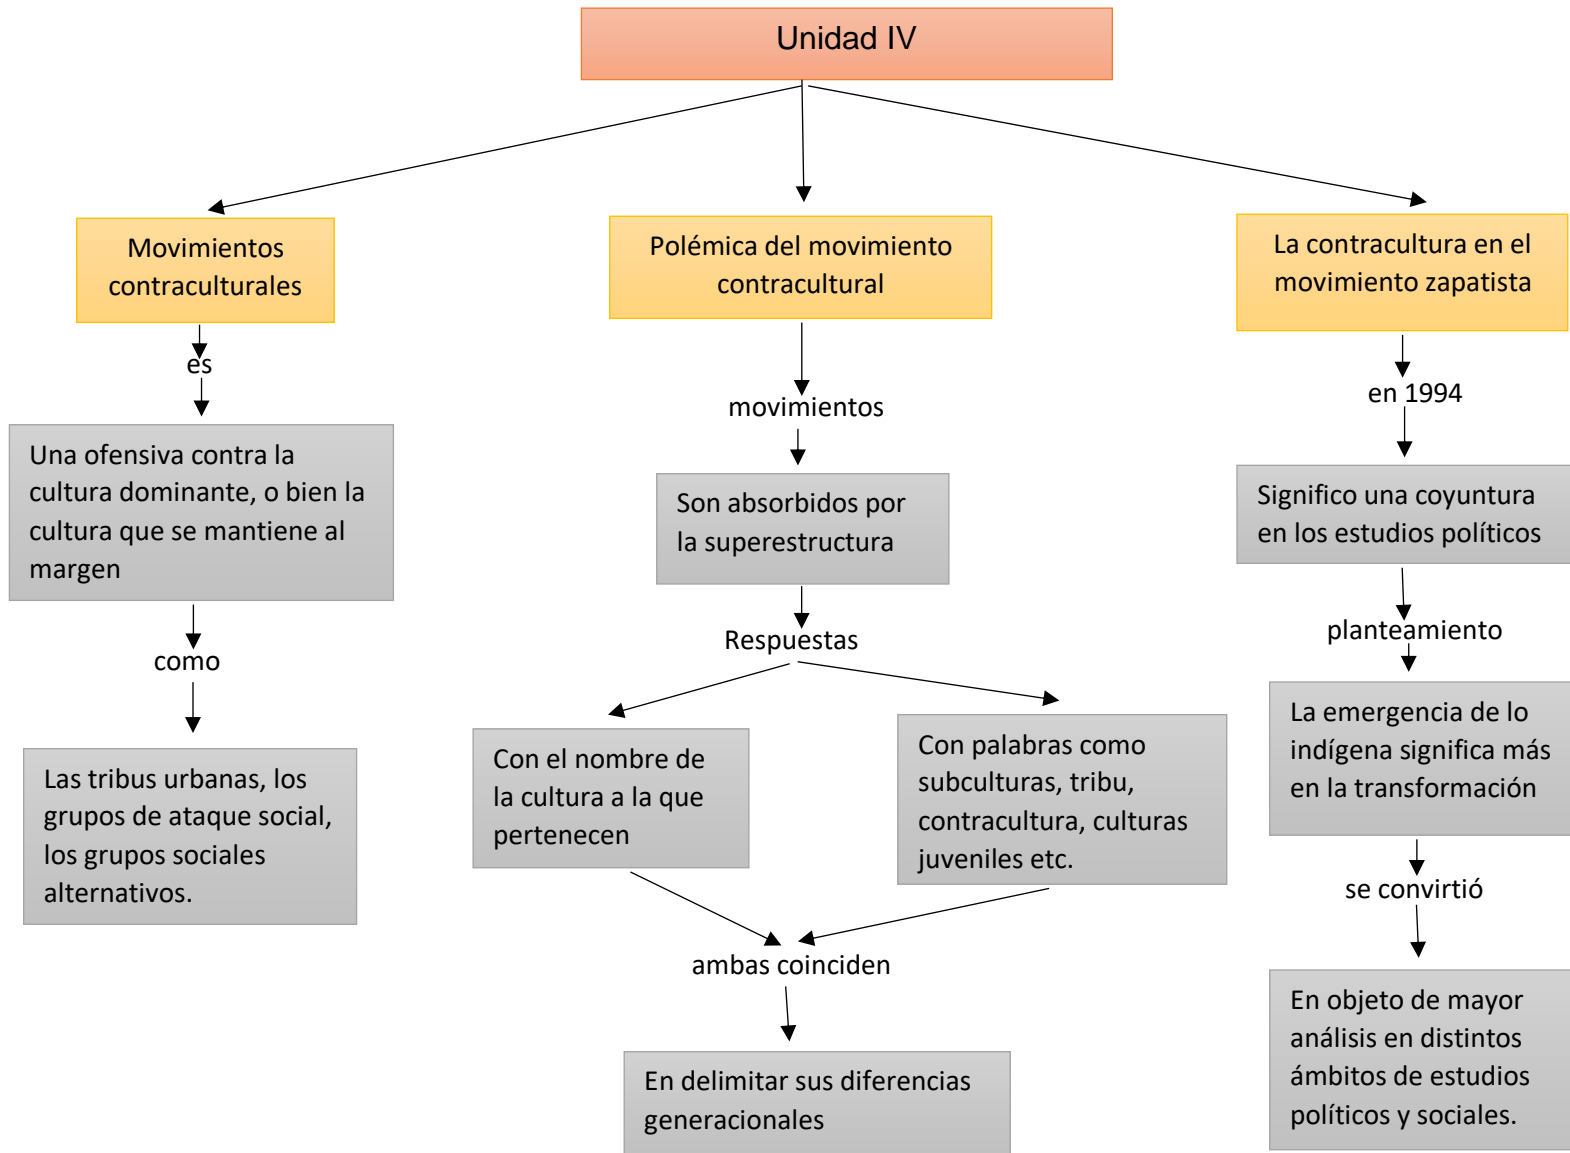 Unidad IV
Movimientos
contraculturales
es
Una ofensiva contra la
cultura dominante, o bien la
cultura que se mantiene al
margen
como
Las tribus urbanas, los
grupos de ataque social,
los grupos sociales
alternativos.
Polémica del movimiento
contracultural
movimientos
Son absorbidos por
la superestructura
Respuestas
Con el nombre de
la cultura a la que
pertenecen
Con palabras como
subculturas, tribu,
contracultura, culturas
juveniles etc.
ambas coinciden
En delimitar sus diferencias
generacionales
La contracultura en el
movimiento zapatista
en 1994
Significo una coyuntura
en los estudios políticos
planteamiento
La emergencia de lo
indígena significa más
en la transformación
se convirtió
En objeto de mayor
análisis en distintos
ámbitos de estudios
políticos y sociales.